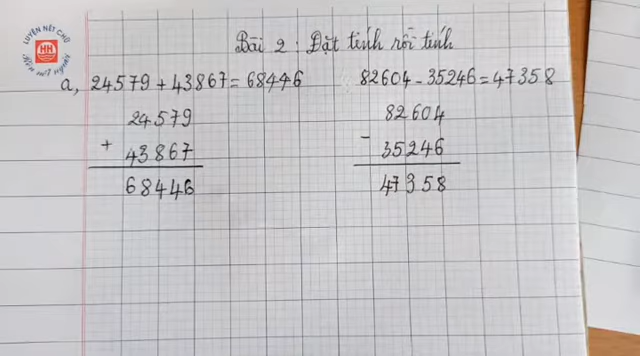 LUYỆN NÉT CHỮ
HH
Bài 2 : Đặt tính rồi tính
a, 24579 + 43867 = 68446 82604 - 35246 = 47358
24579 82604
+ -
43867 35246
68446 47358